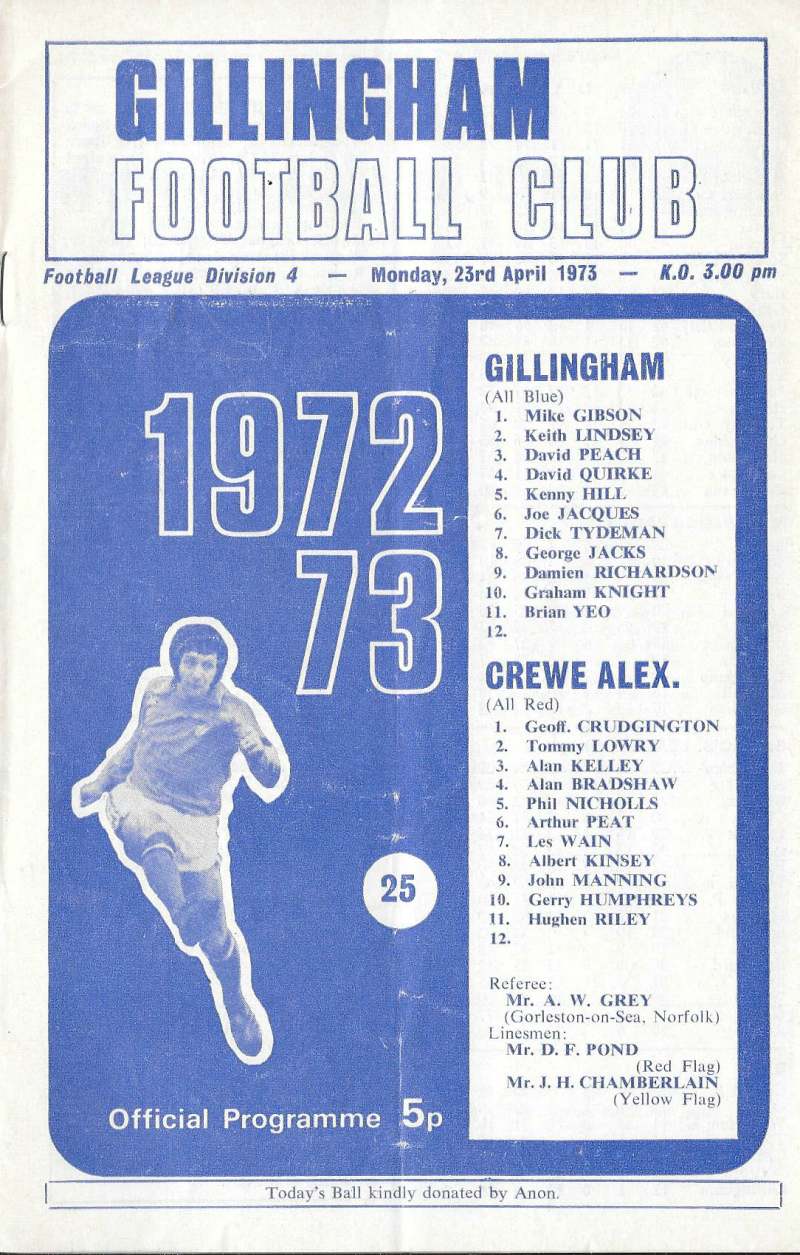 GILLINGHAM
FOOTBALL CLUB
Football League Division 4 — Monday, 23rd April 1973 — K.O. 3.00 pm
1972
73
25
Official Programme 5p
GILLINGHAM
(All Blue)
1. Mike GIBSON
2. Keith LINDSEY
3. David PEACH
4. David QUIRKE
5. Kenny HILL
6. Joe JACQUES
7. Dick TYDEMAN
8. George JACKS
9. Damien RICHARDSON
10. Graham KNIGHT
11. Brian YEO
12.
CREWE ALEX.
(All Red)
1. Geoff. CRUDGINGTON
2. Tommy LOWRY
3. Alan KELLEY
4. Alan BRADSHAW
5. Phil NICHOLLS
6. Arthur PEAT
7. Les WAIN
8. Albert KINSEY
9. John MANNING
10. Gerry HUMPHREYS
11. Hughen RILEY
12.
Referee:
Mr. A. W. GREY
(Gorleston-on-Sea, Norfolk)
Linesmen:
Mr. D. F. POND
(Red Flag)
Mr. J. H. CHAMBERLAIN
(Yellow Flag)
Today's Ball kindly donated by Anon.